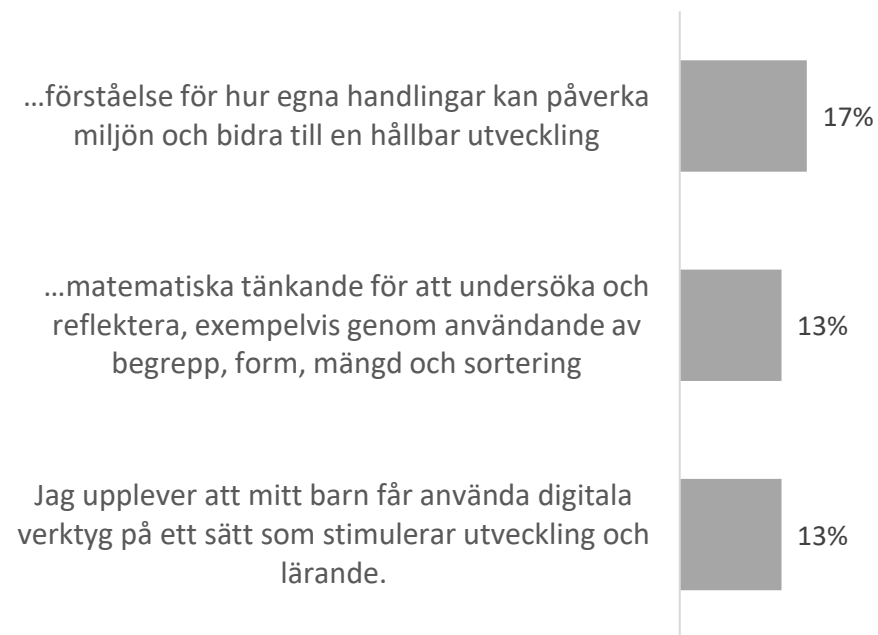 …förståelse för hur egna handlingar kan påverka
miljön och bidra till en hållbar utveckling
17%
…matematiska tänkande för att undersöka och
reflektera, exempelvis genom användande av
begrepp, form, mängd och sortering
13%
Jag upplever att mitt barn får använda digitala
verktyg på ett sätt som stimulerar utveckling och
lärande.
13%